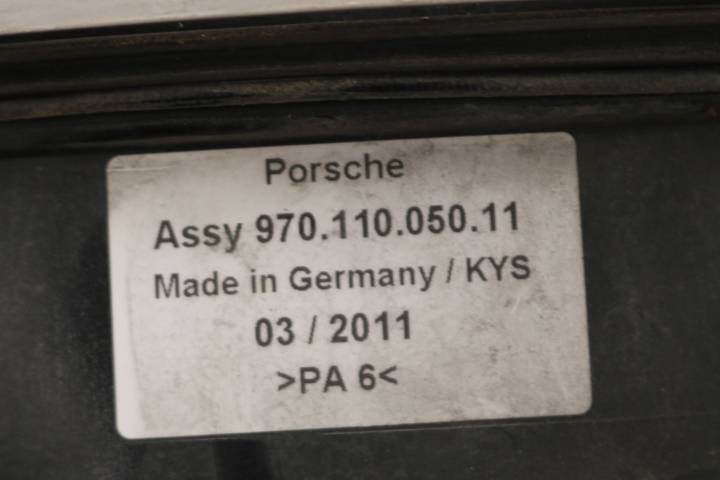 Porsche
Assy 970.110.050.11
Made in Germany / KYS
03 / 2011
>PA 6<